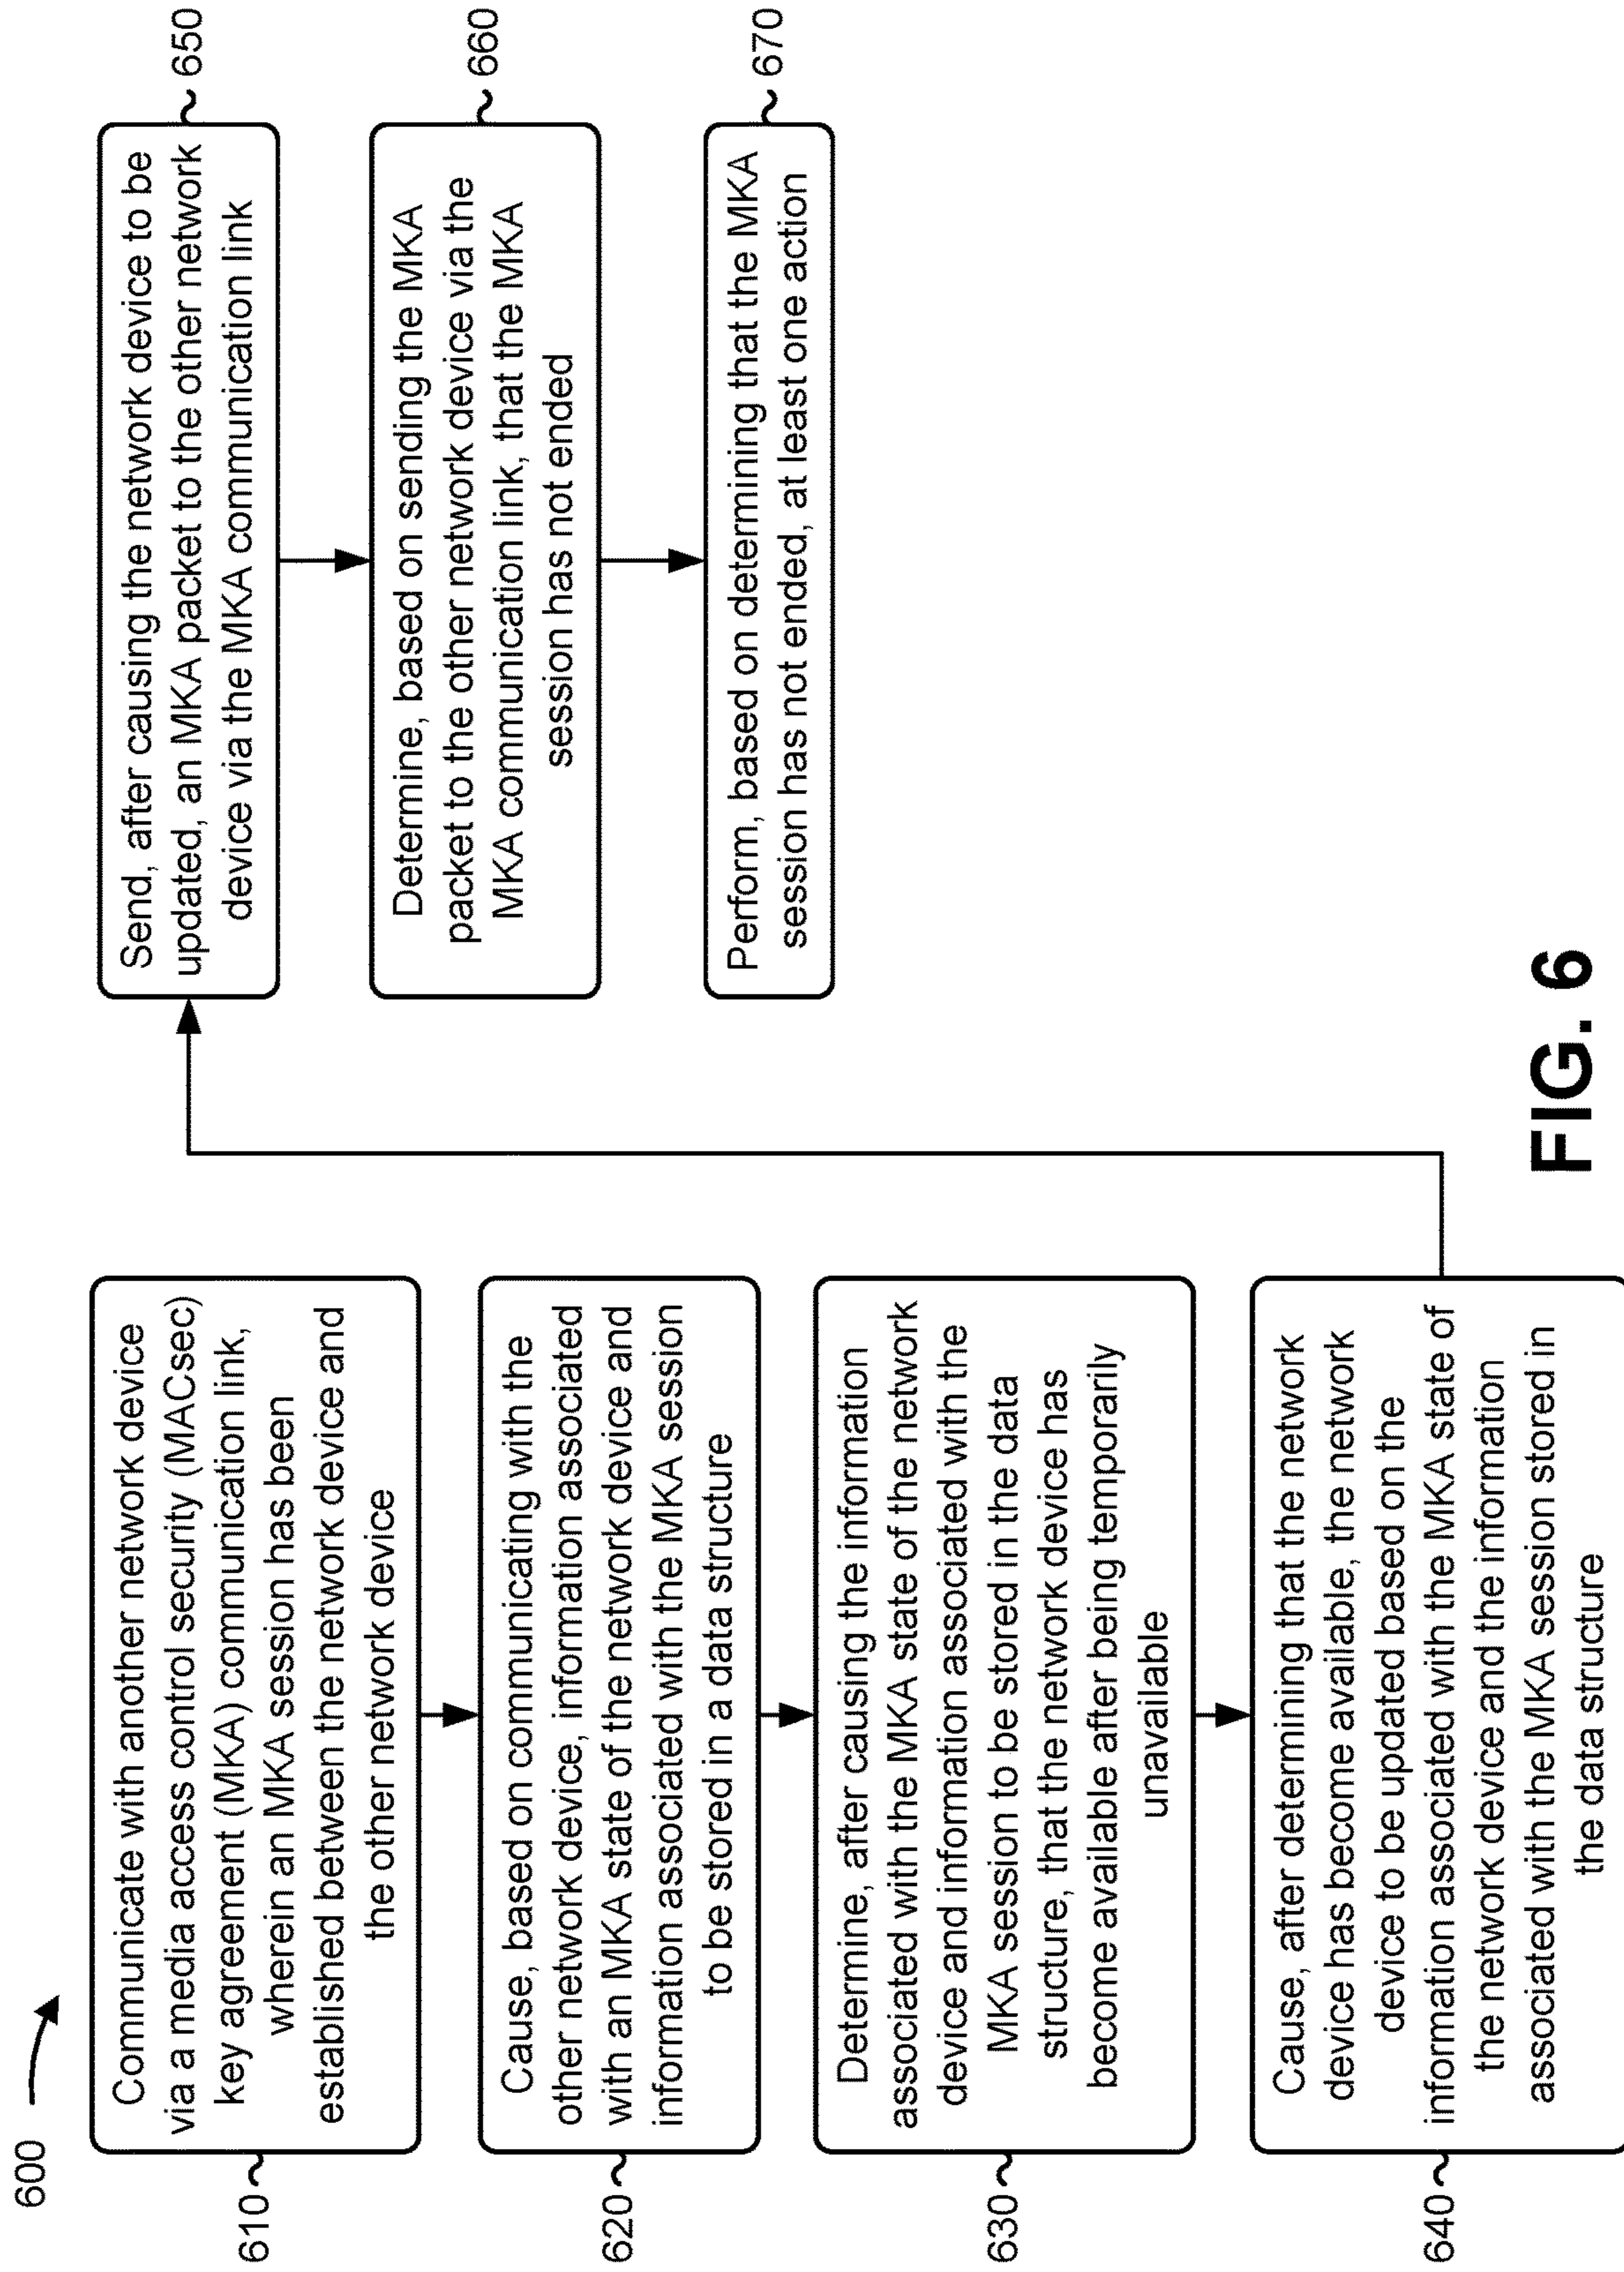 600
610
Communicate with another network device
via a media access control security (MACsec)
key agreement (MKA) communication link,
wherein an MKA session has been
established between the network device and
the other network device
620
Cause, based on communicating with the
other network device, information associated
with an MKA state of the network device and
information associated with the MKA session
to be stored in a data structure
630
Determine, after causing the information
associated with the MKA state of the network
device and information associated with the
MKA session to be stored in the data
structure, that the network device has
become available after being temporarily
unavailable
640
Cause, after determining that the network
device has become available, the network
device to be updated based on the
information associated with the MKA state of
the network device and the information
associated with the MKA session stored in
the data structure
650
Send, after causing the network device to be
updated, an MKA packet to the other network
device via the MKA communication link
660
Determine, based on sending the MKA
packet to the other network device via the
MKA communication link, that the MKA
session has not ended
670
Perform, based on determining that the MKA
session has not ended, at least one action
FIG. 6